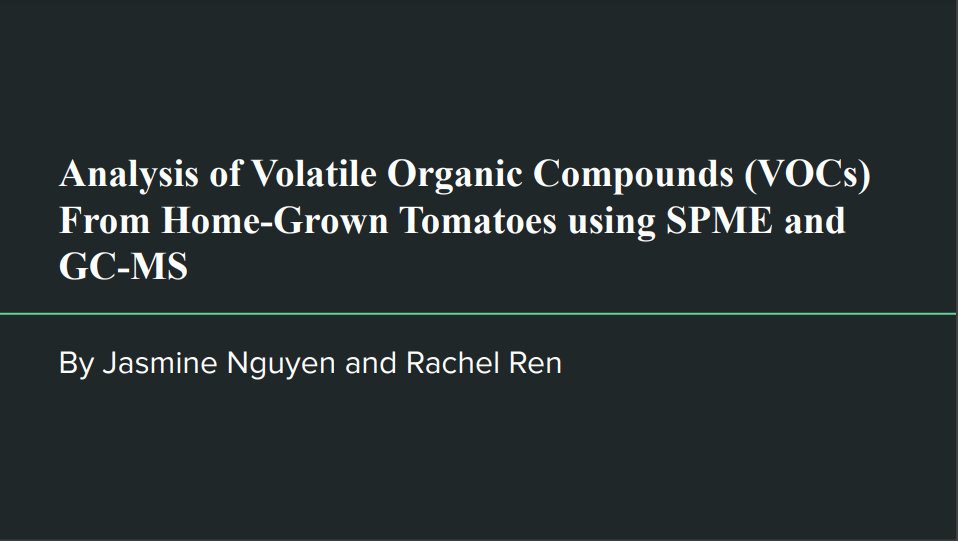 Analysis of Volatile Organic Compounds (VOCs)
From Home-Grown Tomatoes using SPME and
GC-MS
By Jasmine Nguyen and Rachel Ren